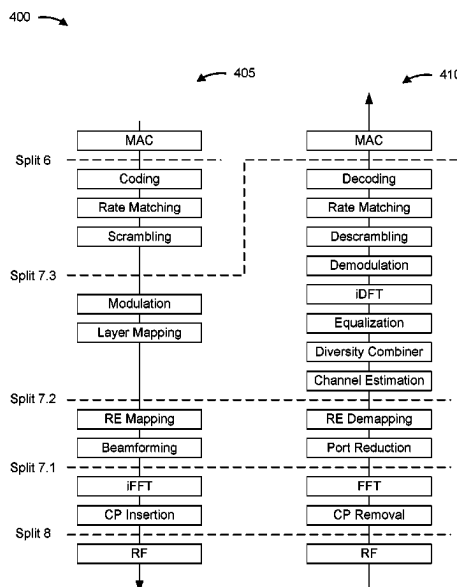 400
405
410
MAC
MAC
Split 6
Coding
Decoding
Rate Matching
Rate Matching
Scrambling
Descrambling
Split 7.3
Demodulation
Modulation
iDFT
Layer Mapping
Equalization
Diversity Combiner
Channel Estimation
Split 7.2
RE Mapping
RE Demapping
Beamforming
Port Reduction
Split 7.1
iFFT
FFT
CP Insertion
CP Removal
Split 8
RF
RF